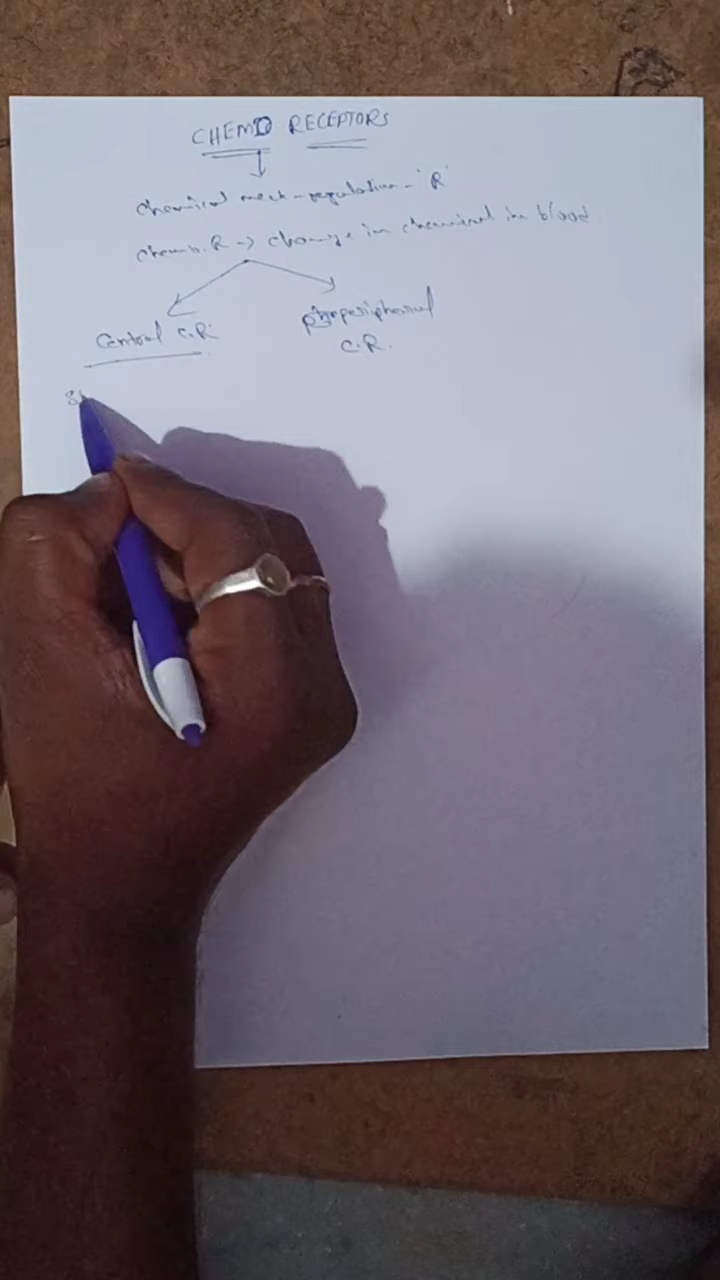 CHEMO RECEPTORS
chemical mech - regulation - 'R'
chemo.R → change in chemical in blood
Central C.R.
peripheral
C.R.